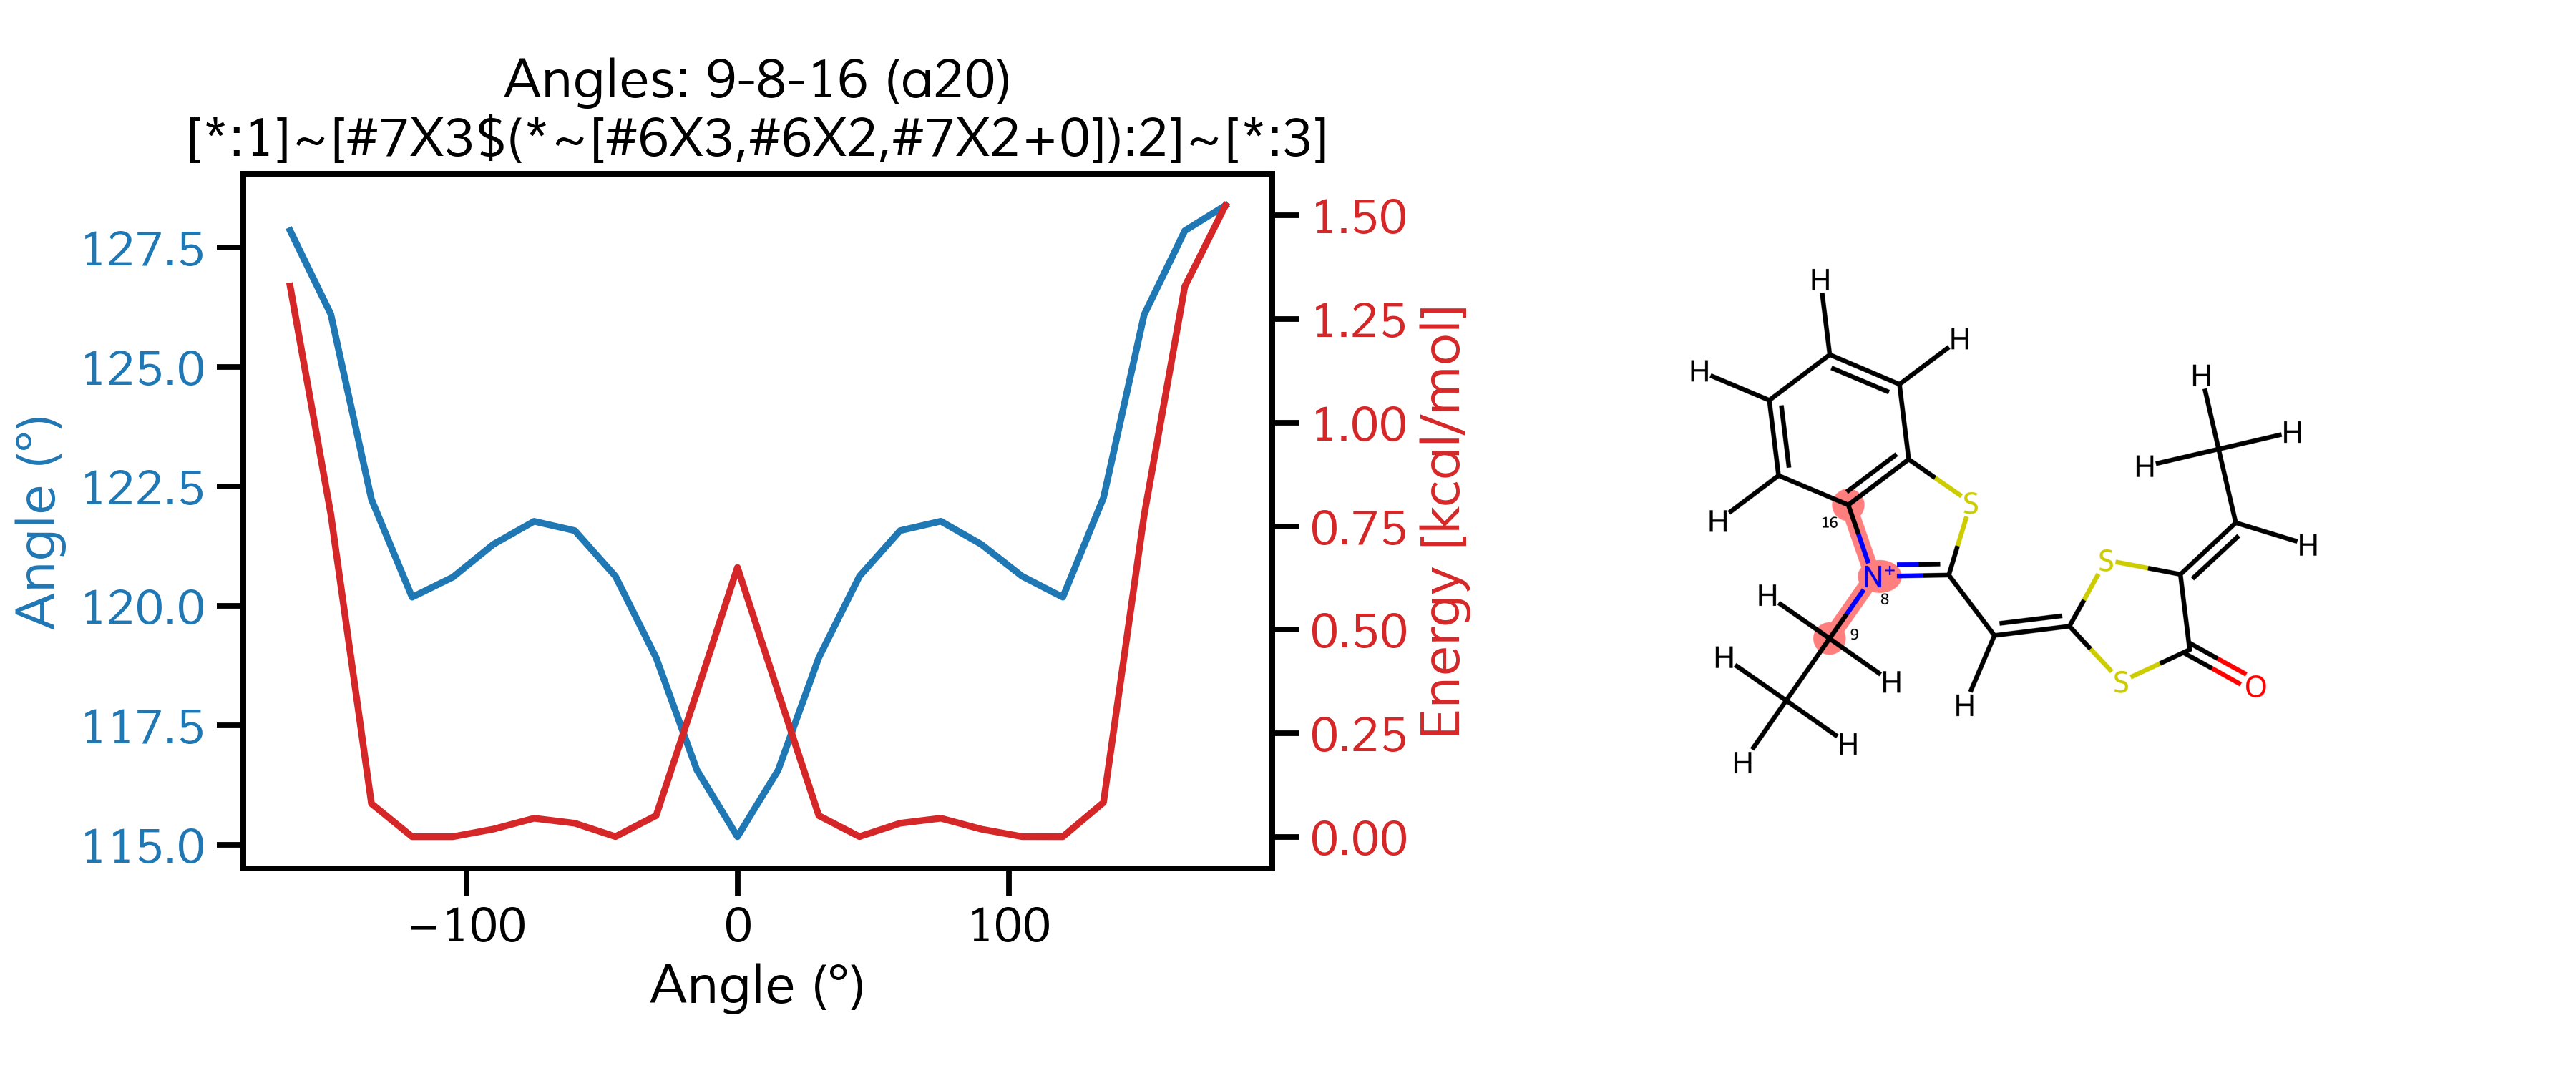 Angles: 9-8-16 (a20)
[*:1]~[#7X3$(*~[#6X3,#6X2,#7X2+0]):2]~[*:3]
Angle (°)
127.5
125.0
122.5
120.0
117.5
115.0
1.50
1.25
1.00
0.75
0.50
0.25
0.00
Energy [kcal/mol]
−100
0
100
Angle (°)
H
H
H
H
H
H
H
S
16
H
S
H
N+
8
H
9
H
H
S
O
H
H
H
H